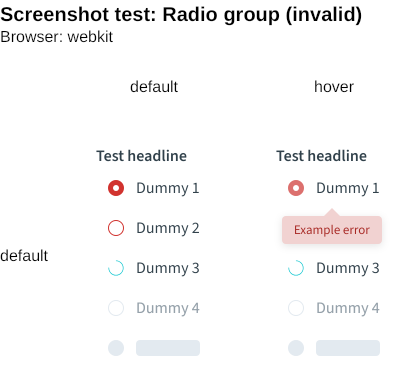 Screenshot test: Radio group (invalid)
Browser: webkit
default hover
Test headline Test headline
Dummy 1 Dummy 1
Dummy 2 Example error
default
Dummy 3 Dummy 3
Dummy 4 Dummy 4